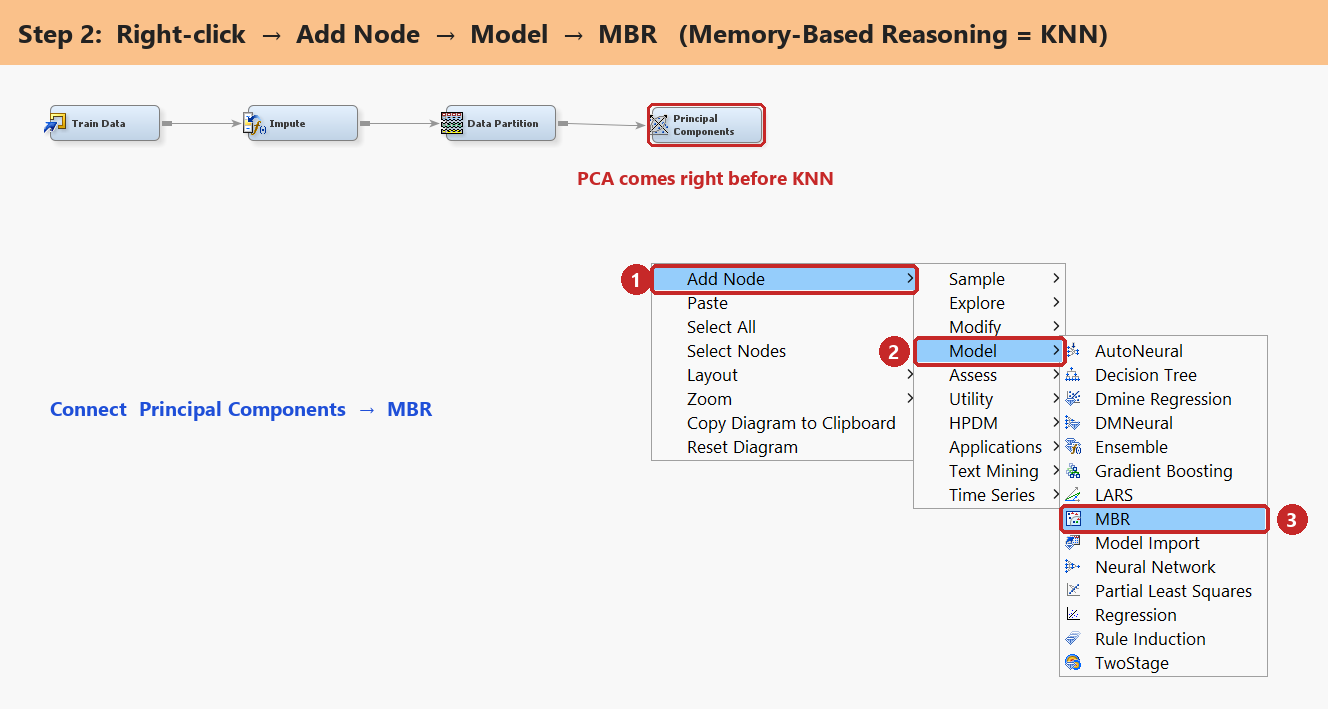 Step 2: Right-click → Add Node → Model → MBR (Memory-Based Reasoning = KNN)
Train Data
Impute
Data Partition
Principal
Components
PCA comes right before KNN
Connect Principal Components → MBR
1
Add Node
Paste
Select All
Select Nodes
Layout
Zoom
Copy Diagram to Clipboard
Reset Diagram
Sample
Explore
Modify
2
Model
Assess
Utility
HPDM
Applications
Text Mining
Time Series
AutoNeural
Decision Tree
Dmine Regression
DMNeural
Ensemble
Gradient Boosting
LARS
MBR
3
Model Import
Neural Network
Partial Least Squares
Regression
Rule Induction
TwoStage